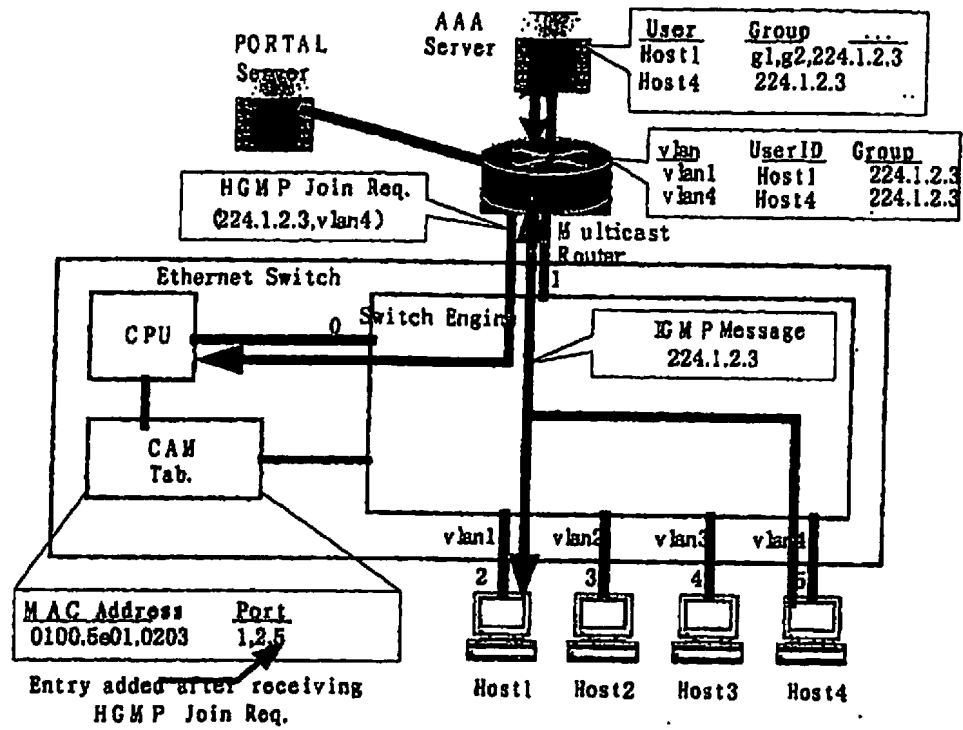 AAA
Server
User Group ...
Host1 g1,g2,224.1.2.3
Host4 224.1.2.3
PORTAL
Server
vlan UserID Group
vlan1 Host1 224.1.2.3
vlan4 Host4 224.1.2.3
HGMP Join Req.
(224.1.2.3,vlan4)
Multicast
Router
Ethernet Switch
1
CPU
0
Switch Engine
IGMP Message
224.1.2.3
CAM
Tab.
vlan1 vlan2 vlan3 vlan4
2 3 4 5
MAC Address Port
0100.5e01,0203 1,2,5
Entry added after receiving
HGMP Join Req.
Host1 Host2 Host3 Host4